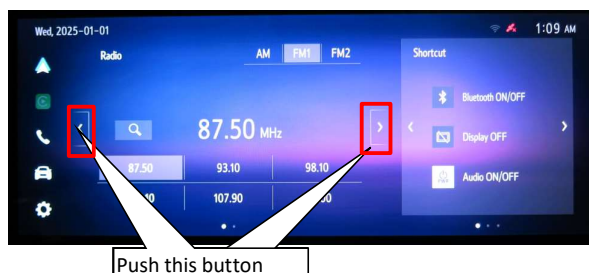 Wed, 2025-01-01
1:09 AM
Radio
AM FM1 FM2
Shortcut
Bluetooth ON/OFF
87.50 MHz
Display OFF
87.50 93.10 98.10
Audio ON/OFF
107.90
Push this button